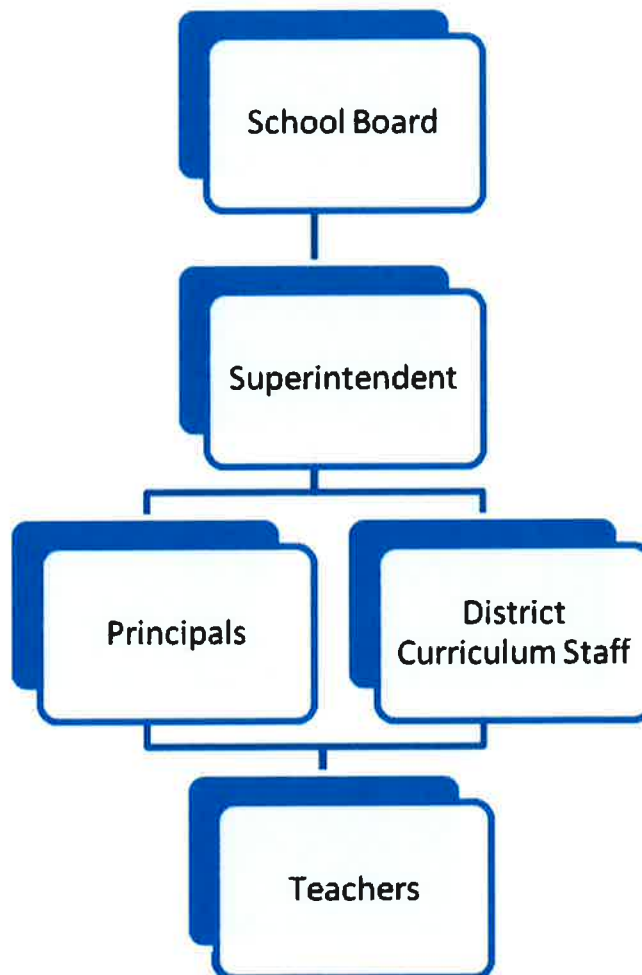 School Board
Superintendent
Principals
District
Curriculum Staff
Teachers